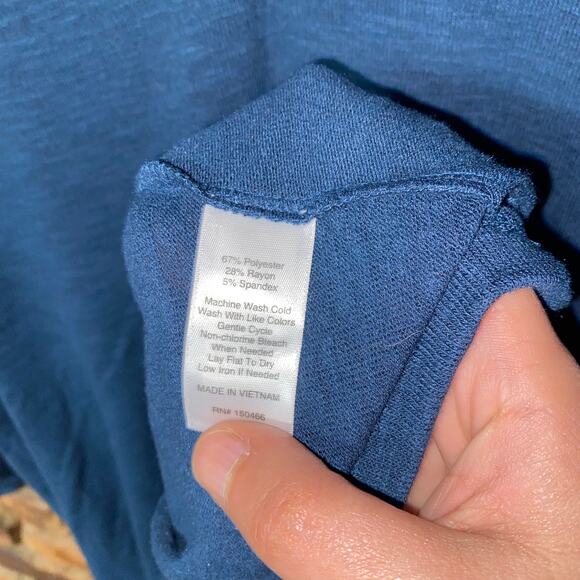 67% Polyester
28% Rayon
5% Spandex
Machine Wash Cold
Wash With Like Colors
Gentle Cycle
Non-chlorine Bleach
When Needed
Lay Flat To Dry
Low Iron If Needed
MADE IN VIETNAM
RN# 150466